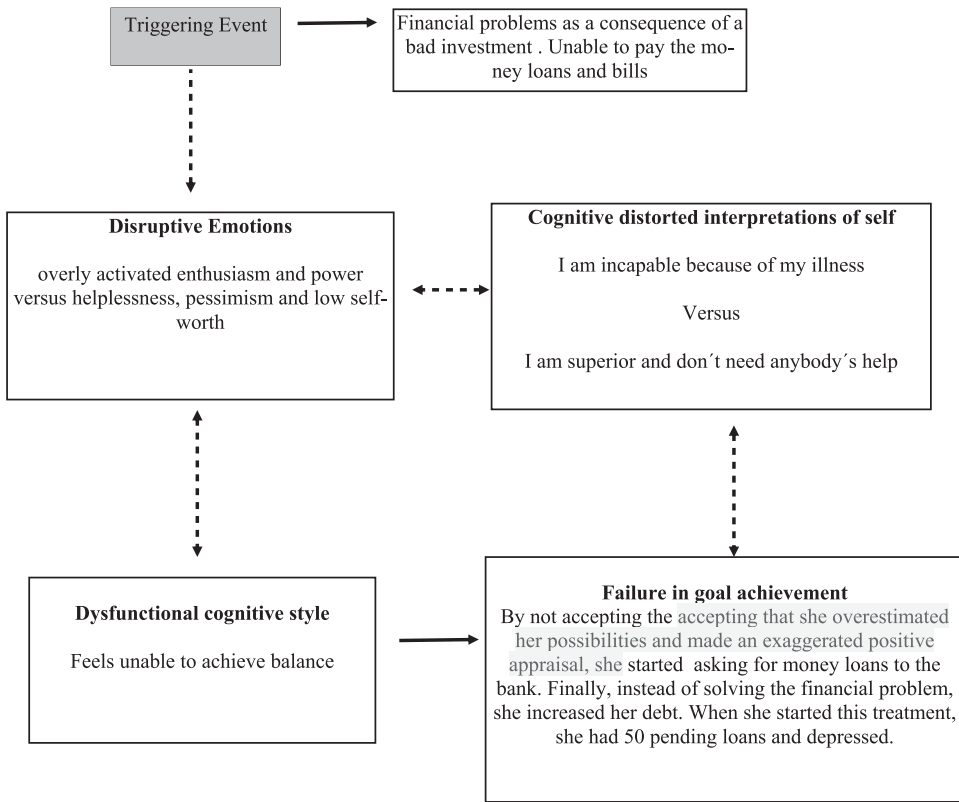 Triggering Event
Financial problems as a consequence of a
bad investment . Unable to pay the mo-
ney loans and bills
Disruptive Emotions
overly activated enthusiasm and power
versus helplessness, pessimism and low self-
worth
Cognitive distorted interpretations of self
I am incapable because of my illness
Versus
I am superior and don´t need anybody´s help
Dysfunctional cognitive style
Feels unable to achieve balance
Failure in goal achievement
By not accepting the accepting that she overestimated
her possibilities and made an exaggerated positive
appraisal, she started asking for money loans to the
bank. Finally, instead of solving the financial problem,
she increased her debt. When she started this treatment,
she had 50 pending loans and depressed.